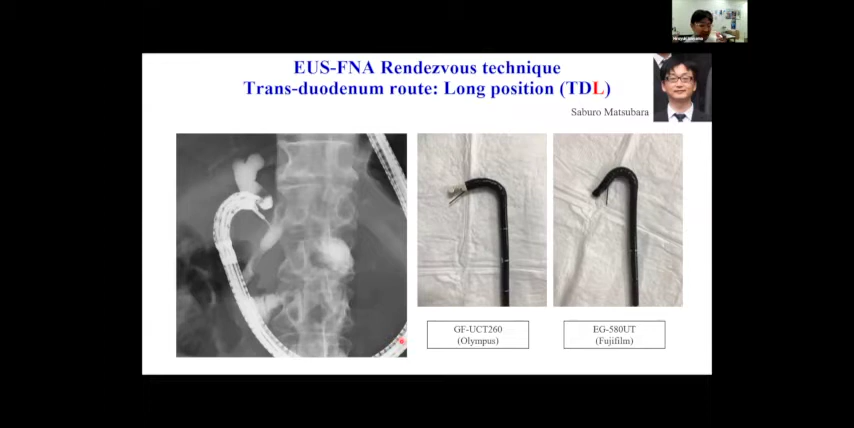 EUS-FNA Rendezvous technique
Trans-duodenum route: Long position (TDL)
Saburo Matsubara
GF-UCT260
(Olympus)
EG-580UT
(Fujifilm)